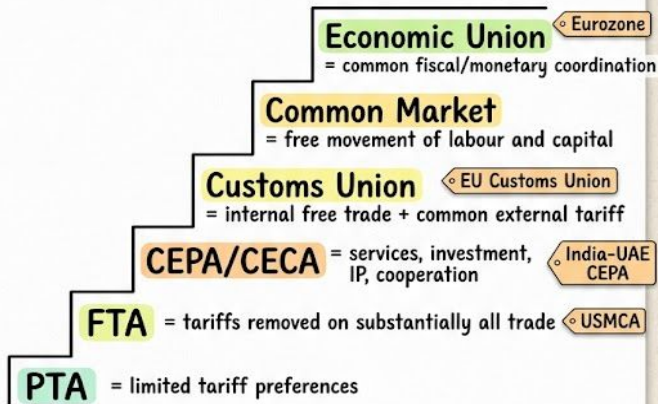 Economic Union
Eurozone
= common fiscal/monetary coordination
Common Market
= free movement of labour and capital
Customs Union
EU Customs Union
= internal free trade + common external tariff
CEPA/CECA
= services, investment,
IP, cooperation
India-UAE
CEPA
FTA
= tariffs removed on substantially all trade
USMCA
PTA
= limited tariff preferences